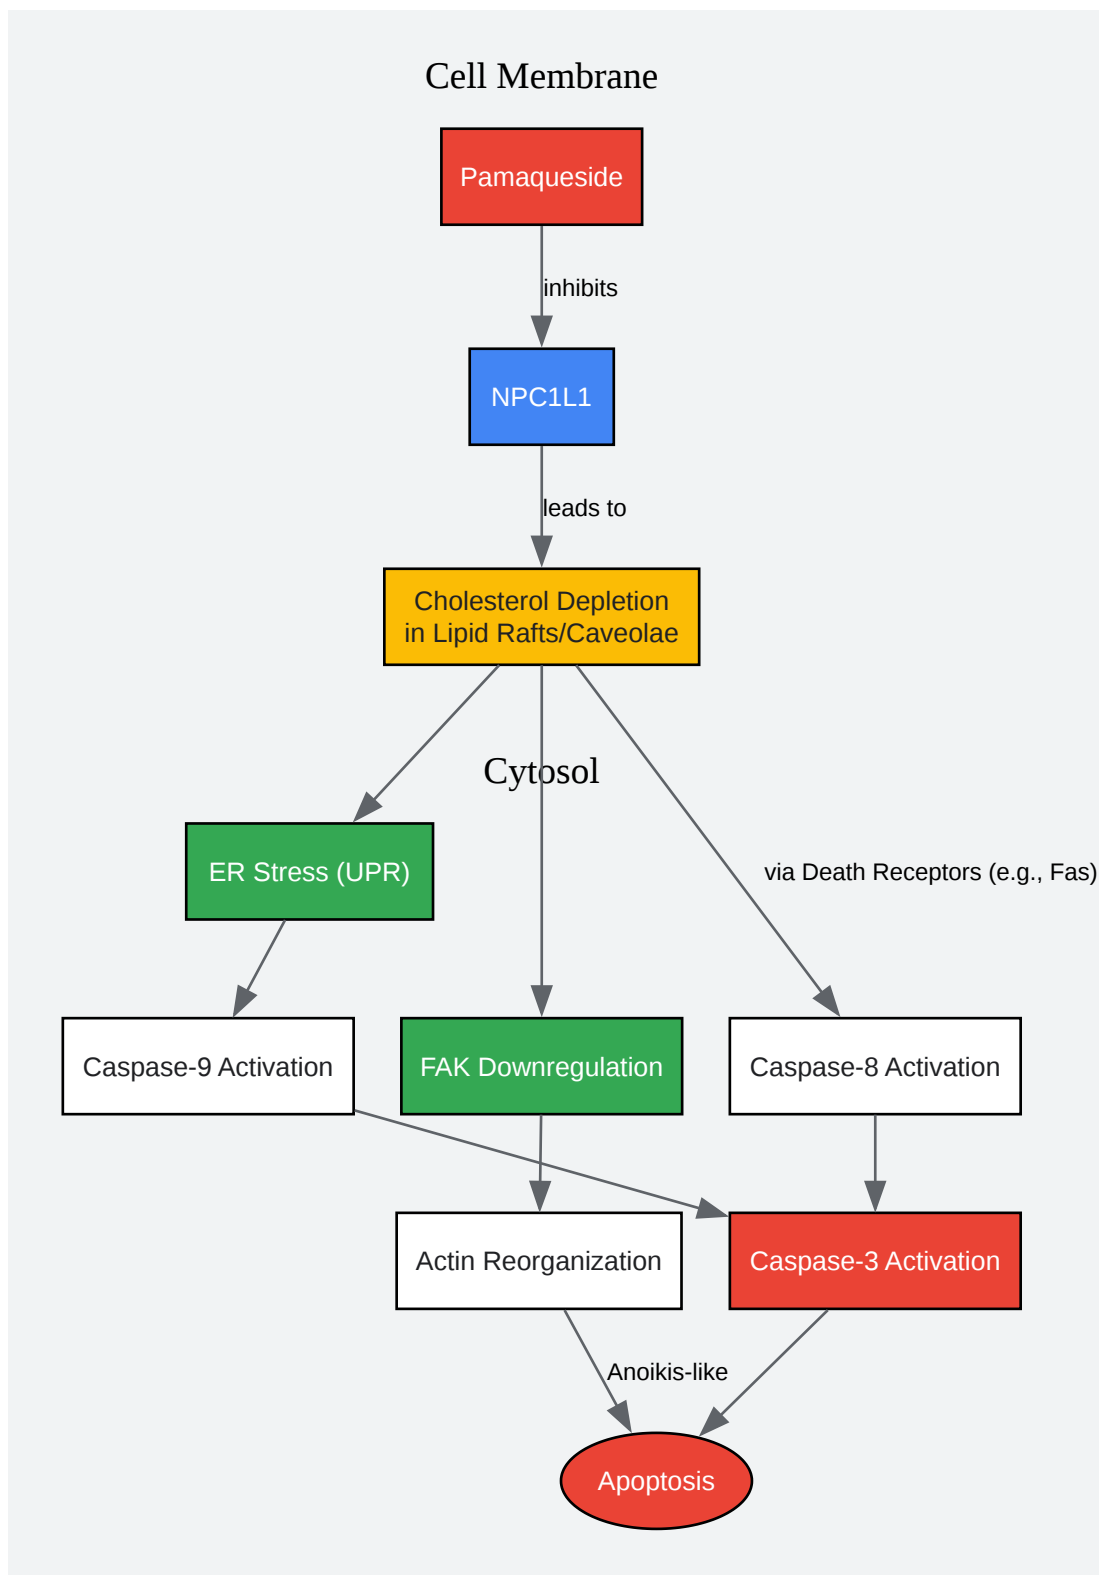 Cell Membrane
Pamaqueside
inhibits
NPC1L1
leads to
Cholesterol Depletion
in Lipid Rafts/Caveolae
Cytosol
ER Stress (UPR)
via Death Receptors (e.g., Fas)
Caspase-9 Activation
FAK Downregulation
Caspase-8 Activation
Actin Reorganization
Caspase-3 Activation
Anoikis-like
Apoptosis